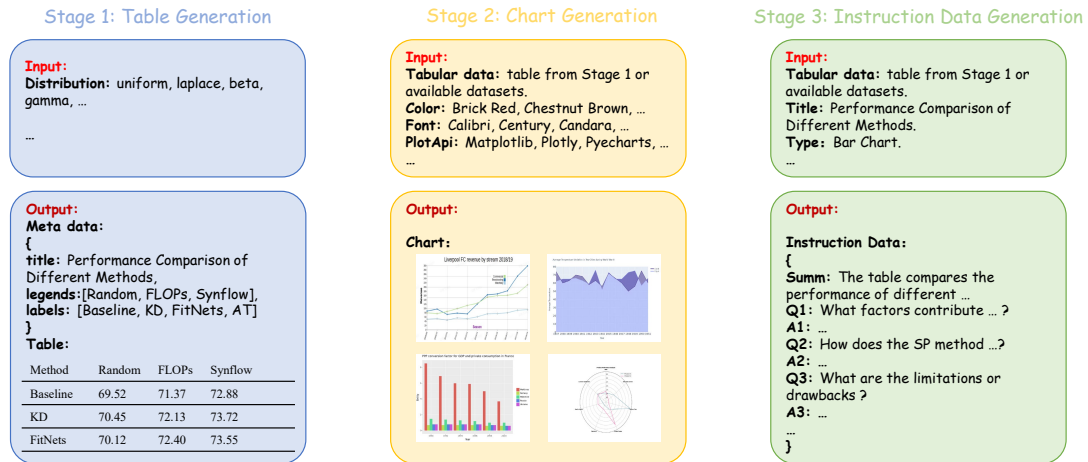 Stage 1: Table Generation
Input:
Distribution: uniform, laplace, beta,
gamma, …
…
Output:
Meta data:
{
title: Performance Comparison of
Different Methods,
legends:[Random, FLOPs, Synflow],
labels: [Baseline, KD, FitNets, AT]
}
Table:
Method Random FLOPs Synflow
Baseline 69.52 71.37 72.88
KD 70.45 72.13 73.72
FitNets 70.12 72.40 73.55
Stage 2: Chart Generation
Input:
Tabular data: table from Stage 1 or
available datasets.
Color: Brick Red, Chestnut Brown, …
Font: Calibri, Century, Candara, …
PlotApi: Matplotlib, Plotly, Pyecharts, …
…
Output:
Chart:
Liverpool FC revenue by stream 2018/19
Stage 3: Instruction Data Generation
Input:
Tabular data: table from Stage 1 or
available datasets.
Title: Performance Comparison of
Different Methods.
Type: Bar Chart.
…
Output:
Instruction Data:
{
Summ: The table compares the
performance of different …
Q1: What factors contribute … ?
A1: …
Q2: How does the SP method …?
A2: …
Q3: What are the limitations or
drawbacks ?
A3: …
…
}